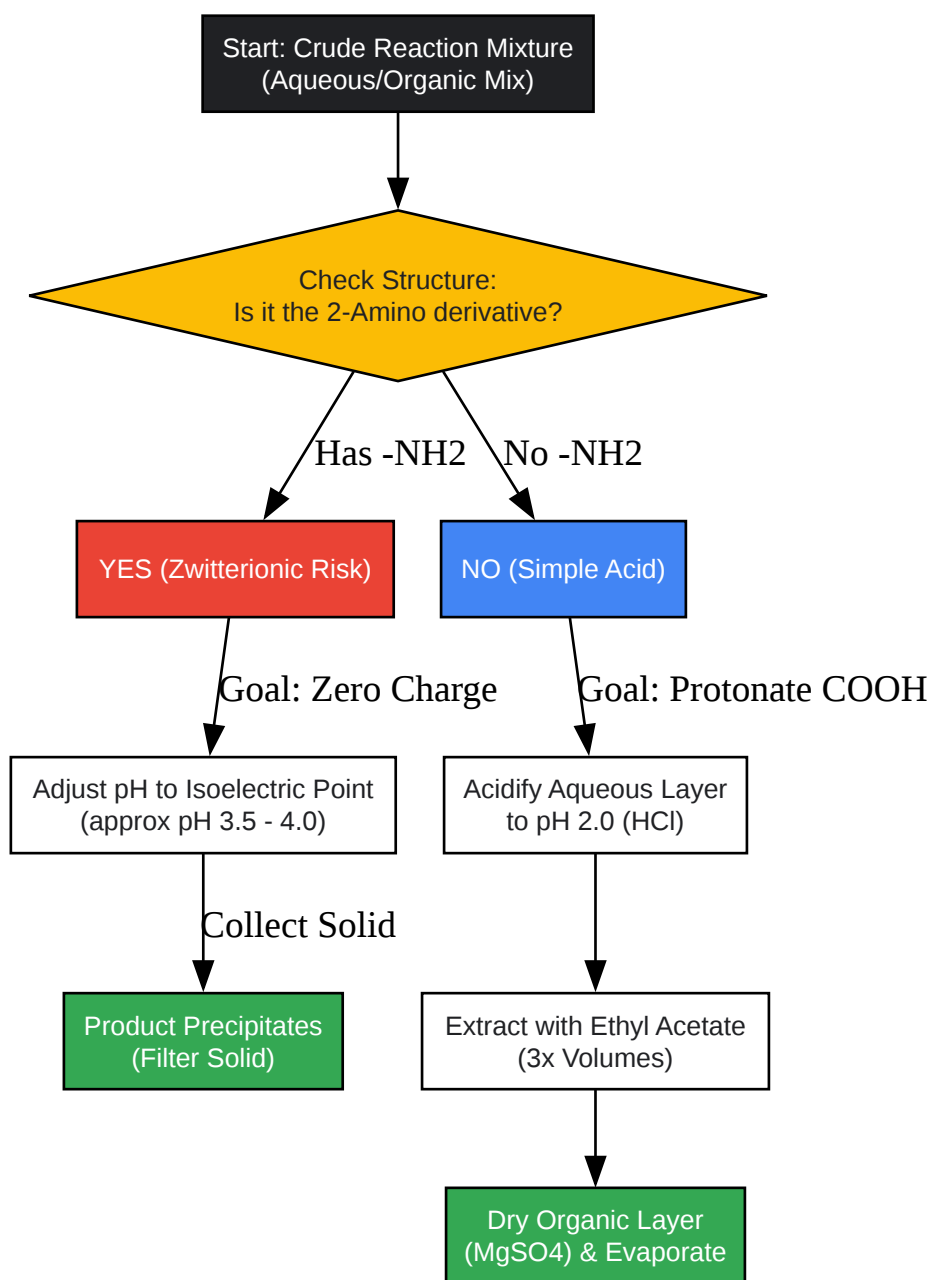 Start: Crude Reaction Mixture
(Aqueous/Organic Mix)
Check Structure:
Is it the 2-Amino derivative?
Has -NH2
No -NH2
YES (Zwitterionic Risk)
NO (Simple Acid)
Goal: Zero Charge
Goal: Protonate COOH
Adjust pH to Isoelectric Point
(approx pH 3.5 - 4.0)
Acidify Aqueous Layer
to pH 2.0 (HCl)
Collect Solid
Product Precipitates
(Filter Solid)
Extract with Ethyl Acetate
(3x Volumes)
Dry Organic Layer
(MgSO4) & Evaporate